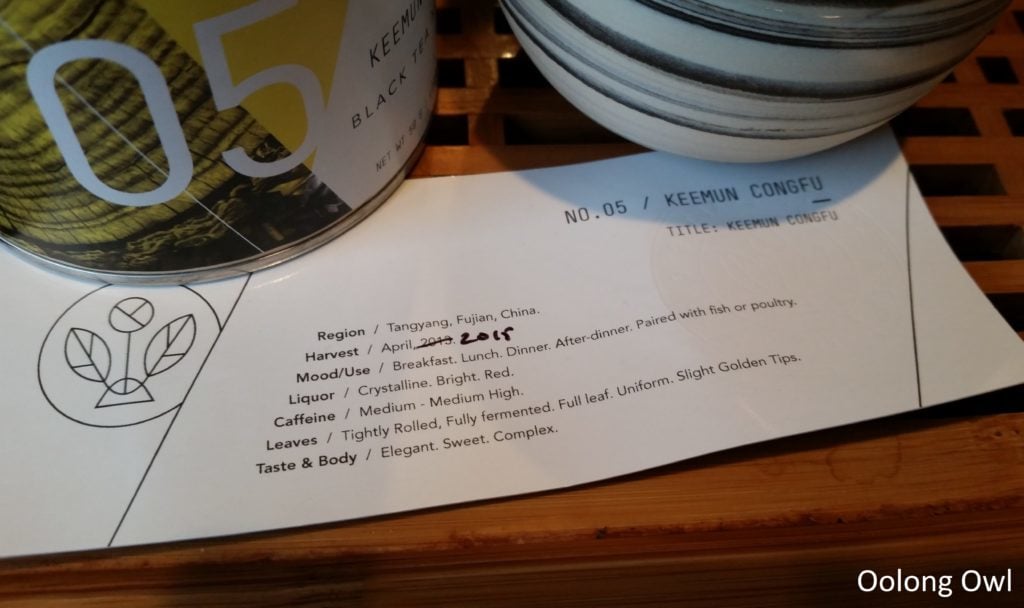 05
KEEMUN
BLACK TEA
NET WT 50 G
NO.05 / KEEMUN CONGFU
TITLE: KEEMUN CONGFU
Region / Tangyang, Fujian, China.
Harvest / April, 2013. 2015
Mood/Use / Breakfast. Lunch. Dinner. After-dinner. Paired with fish or poultry.
Liquor / Crystalline. Bright. Red.
Caffeine / Medium - Medium High.
Leaves / Tightly Rolled, Fully fermented. Full leaf. Uniform. Slight Golden Tips.
Taste & Body / Elegant. Sweet. Complex.
Oolong Owl